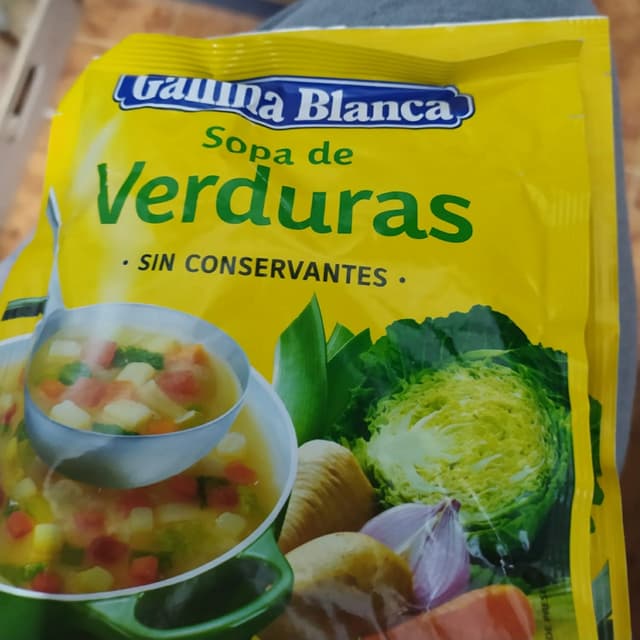 Gallina Blanca
Sopa de
Verduras
· SIN CONSERVANTES ·